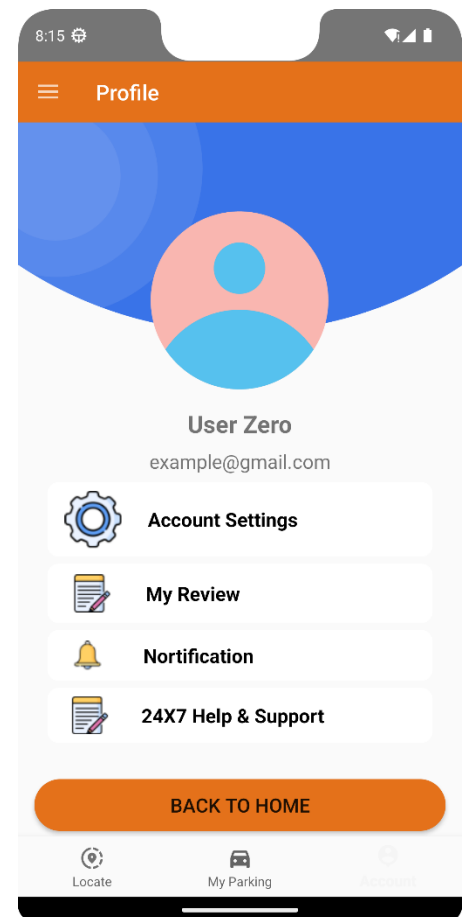 8:15
Profile
User Zero
example@gmail.com
Account Settings
My Review
Nortification
24X7 Help & Support
BACK TO HOME
Locate
My Parking
Account